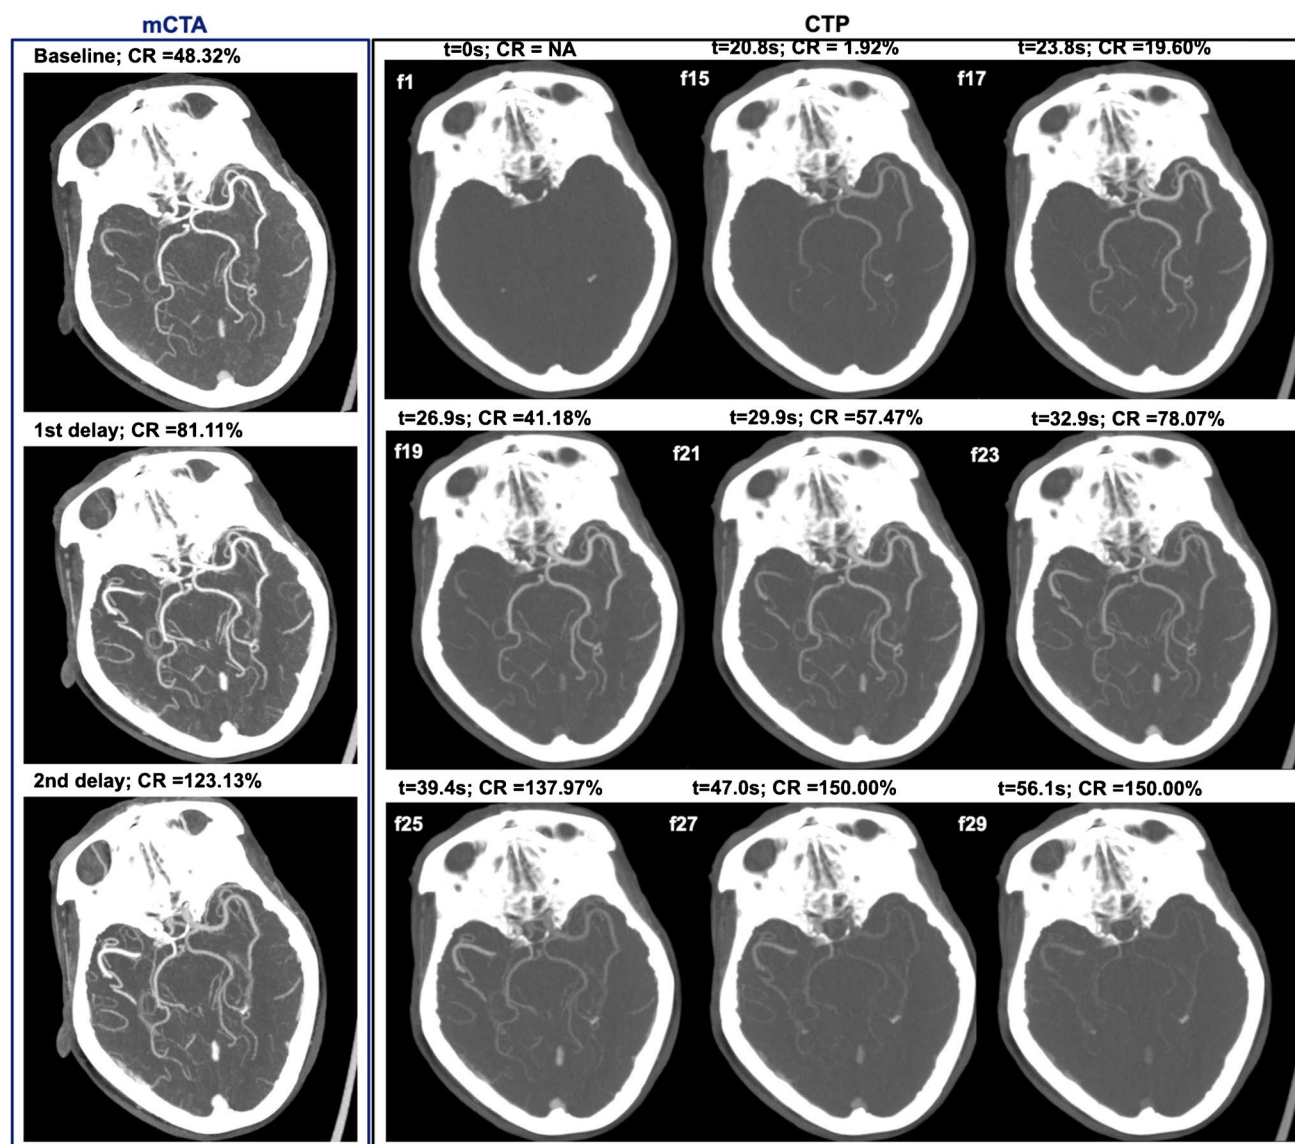 mCTA
CTP
Baseline; CR =48.32%
t=0s; CR = NA
t=20.8s; CR = 1.92%
t=23.8s; CR =19.60%
f1
f15
f17
1st delay; CR =81.11%
t=26.9s; CR =41.18%
t=29.9s; CR =57.47%
t=32.9s; CR =78.07%
f19
f21
f23
2nd delay; CR =123.13%
t=39.4s; CR =137.97%
t=47.0s; CR =150.00%
t=56.1s; CR =150.00%
f25
f27
f29